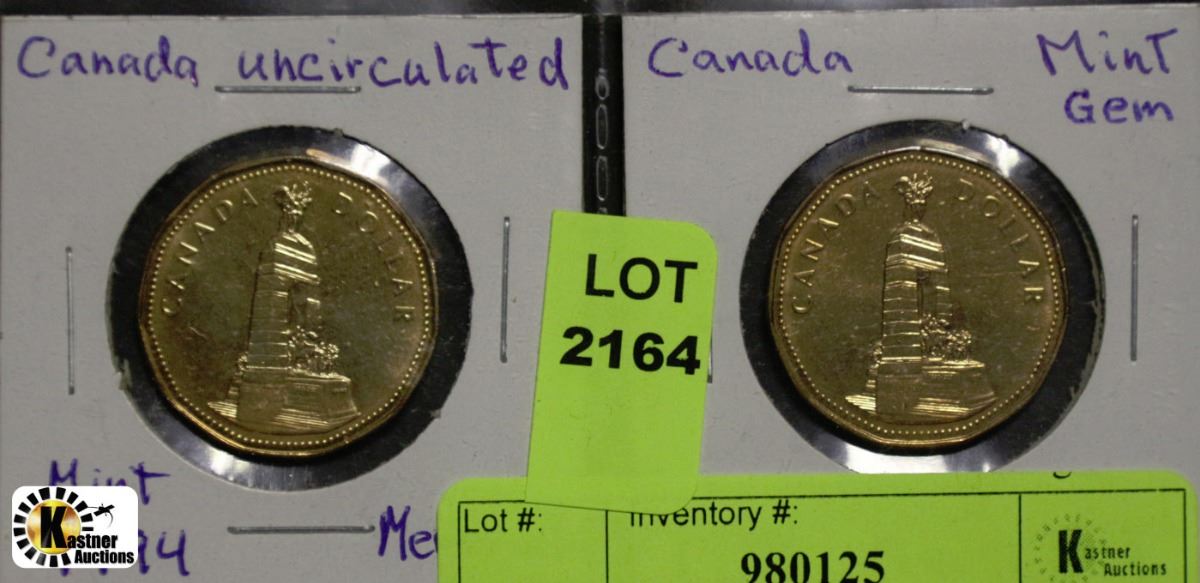 Canada uncirculated
Mint
CANADA DOLLAR
Canada Mint
Gem
CANADA DOLLAR
LOT
2164
Lot #: Inventory #:
980125
Kastner
Auctions
Kastner
Auctions